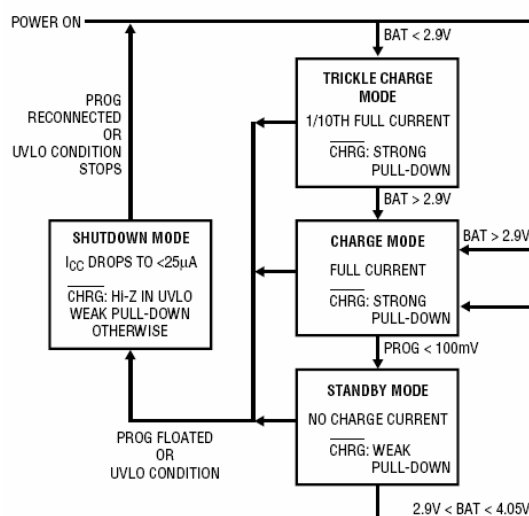 POWER ON
BAT < 2.9V
TRICKLE CHARGE
MODE
1/10TH FULL CURRENT
CHRG: STRONG
PULL-DOWN
PROG
RECONNECTED
OR
UVLO CONDITION
STOPS
BAT > 2.9V
SHUTDOWN MODE
ICC DROPS TO <25µA
CHRG: Hi-Z IN UVLO
WEAK PULL-DOWN
OTHERWISE
CHARGE MODE
FULL CURRENT
CHRG: STRONG
PULL-DOWN
BAT > 2.9V
PROG < 100mV
STANDBY MODE
NO CHARGE CURRENT
CHRG: WEAK
PULL-DOWN
PROG FLOATED
OR
UVLO CONDITION
2.9V < BAT < 4.05V